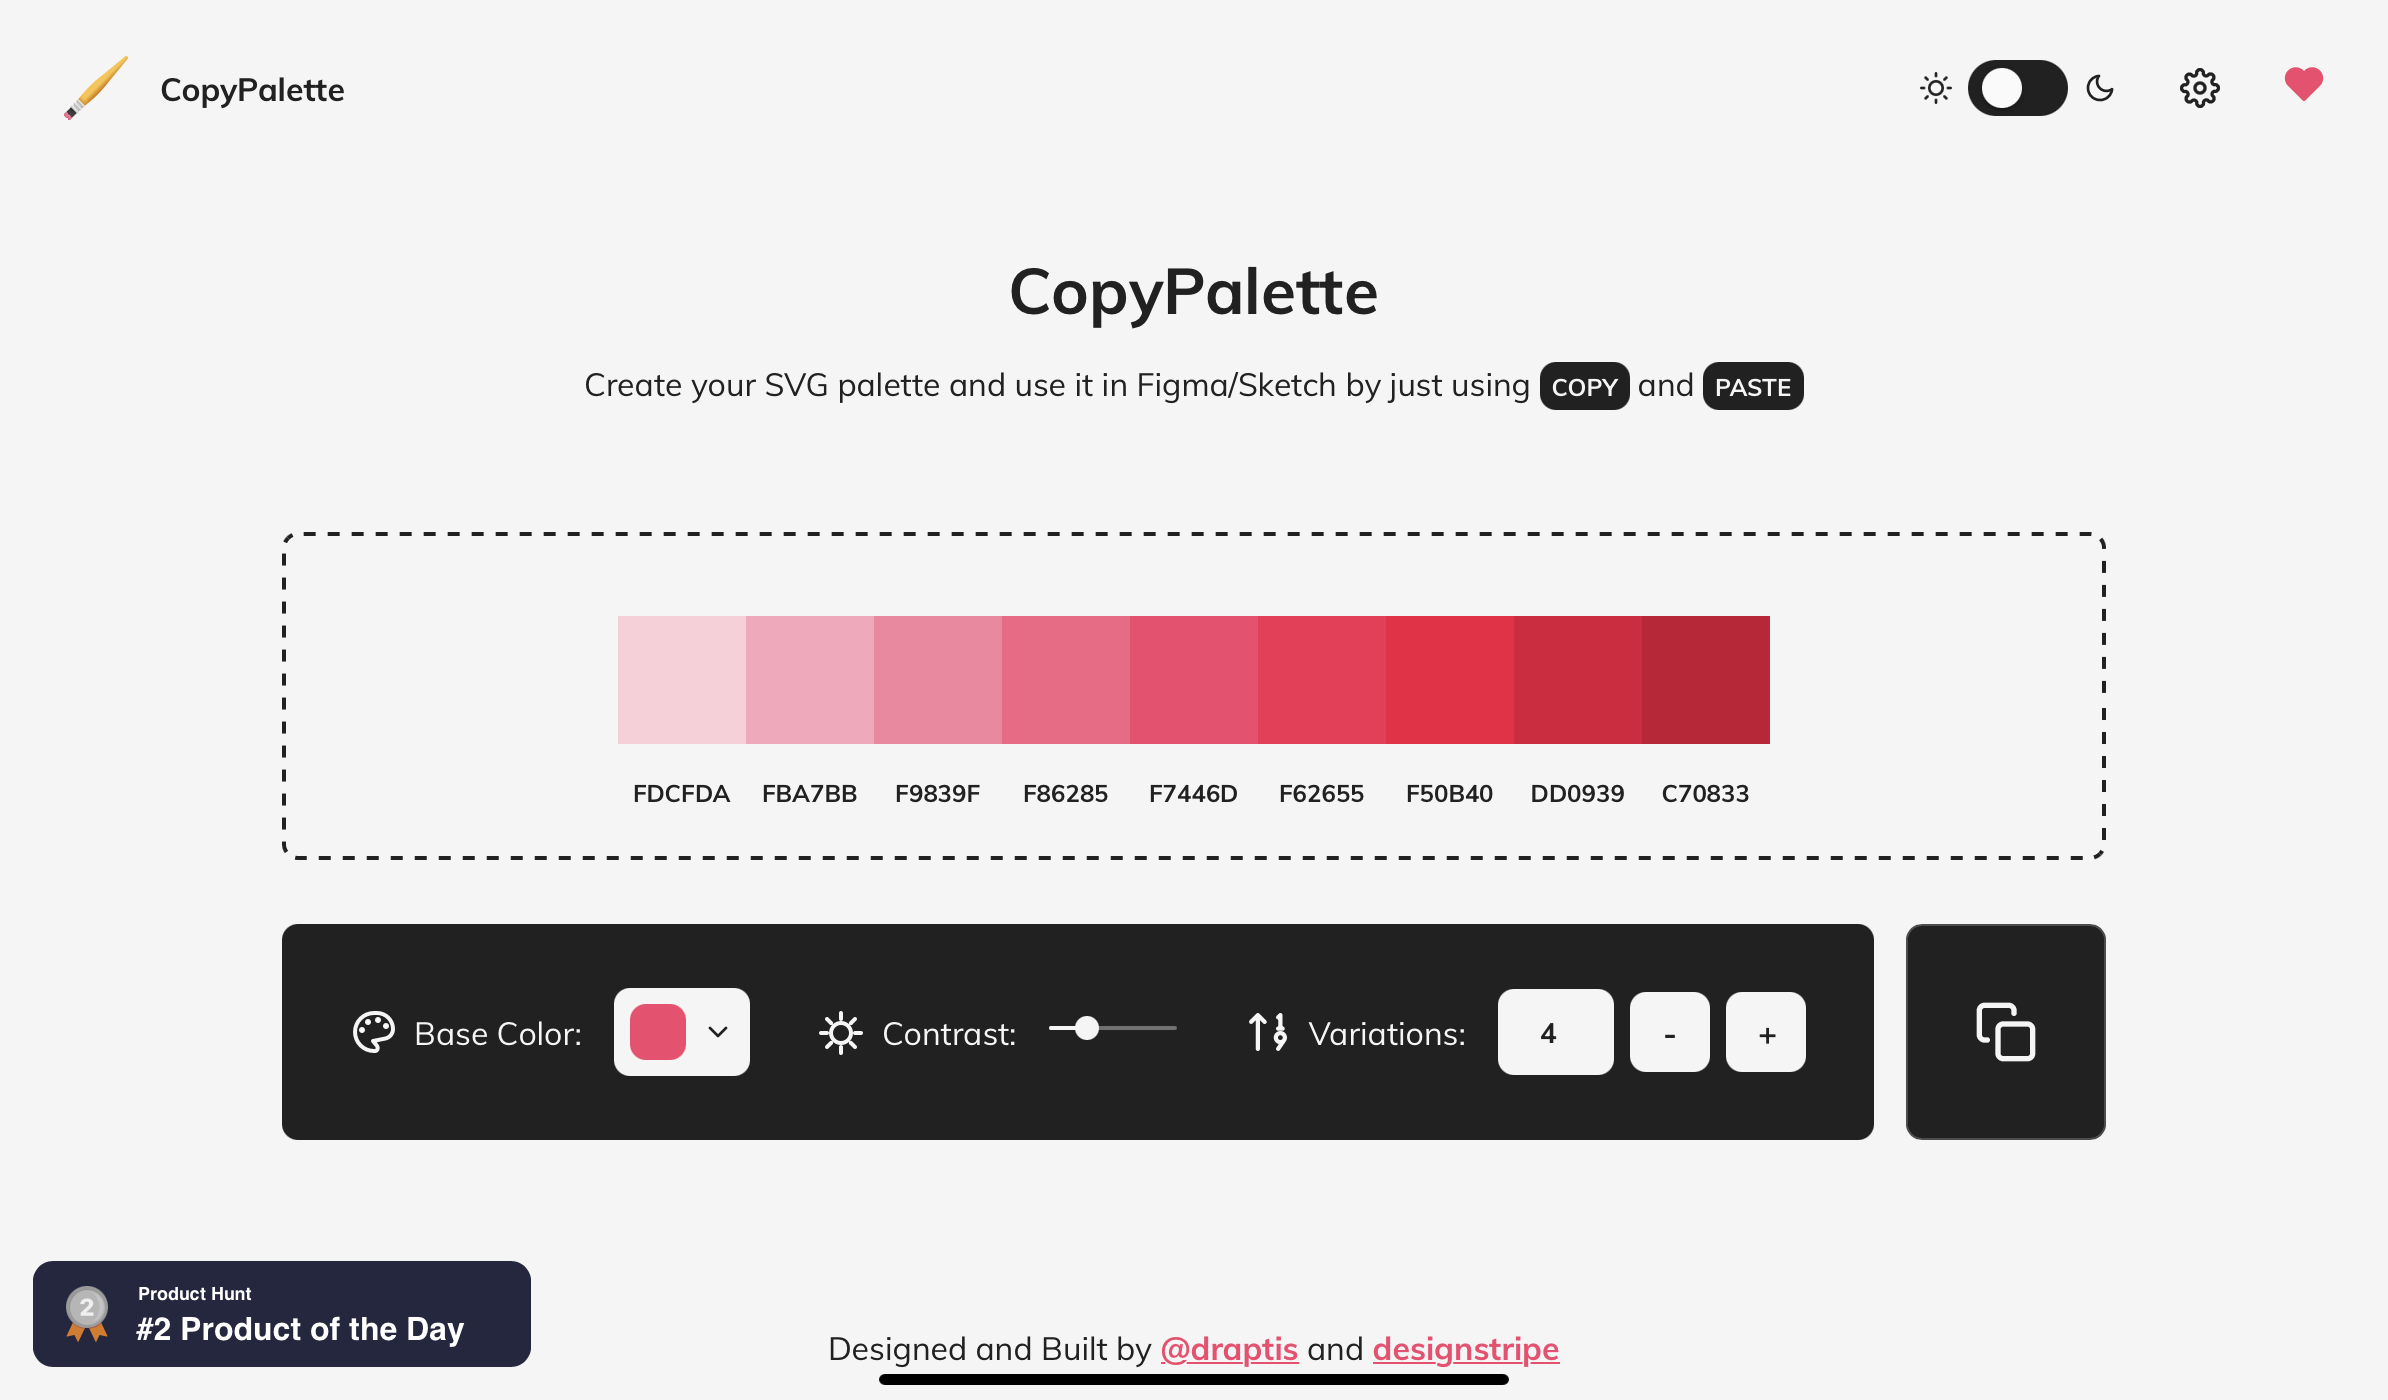 CopyPalette
CopyPalette
Create your SVG palette and use it in Figma/Sketch by just using COPY and PASTE
FDCFDA FBA7BB F9839F F86285 F7446D F62655 F50B40 DD0939 C70833
Base Color: Contrast: Variations: 4 - +
2
Product Hunt
#2 Product of the Day
Designed and Built by @draptis and designstripe